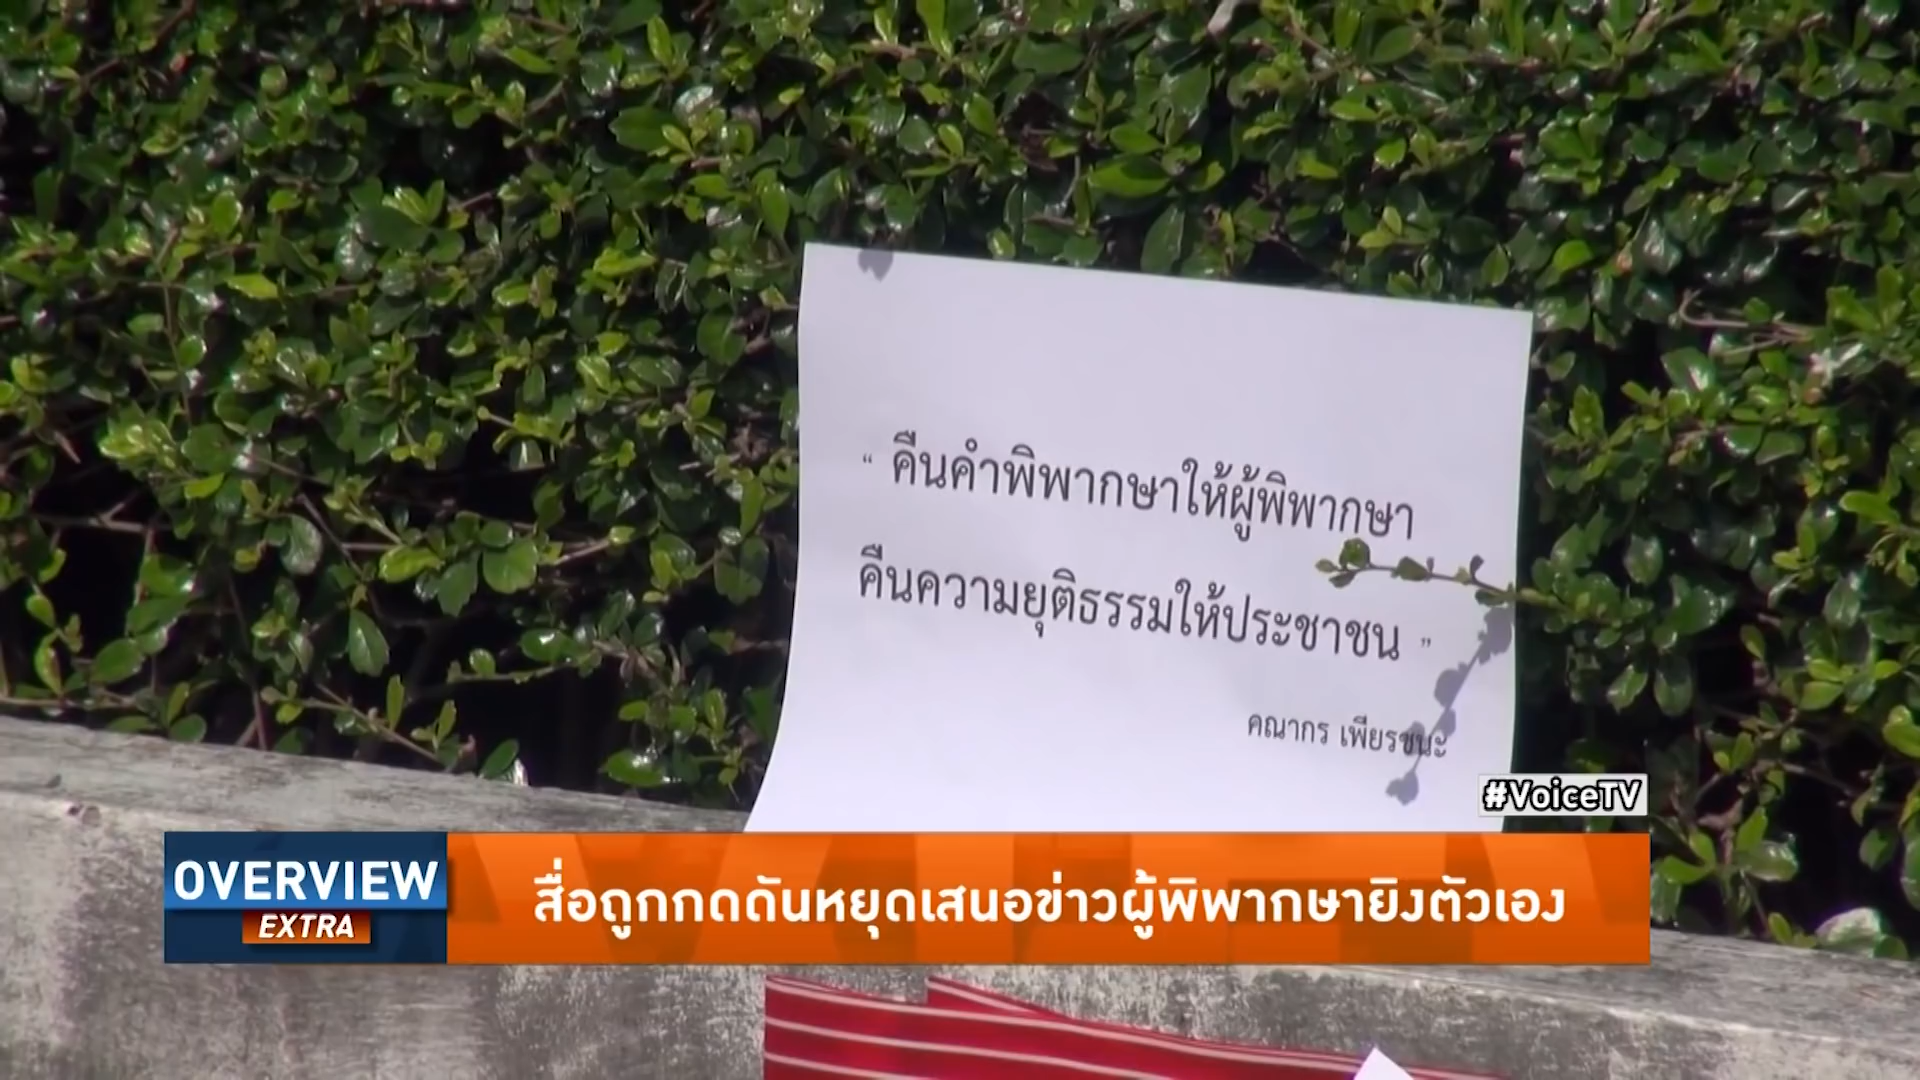 “ คืนคำพิพากษาให้ผู้พิพากษา
คืนความยุติธรรมให้ประชาชน ”
คณากร เพียรชนะ
#VoiceTV
OVERVIEW
EXTRA
สื่อถูกกดดันหยุดเสนอข่าวผู้พิพากษายิงตัวเอง